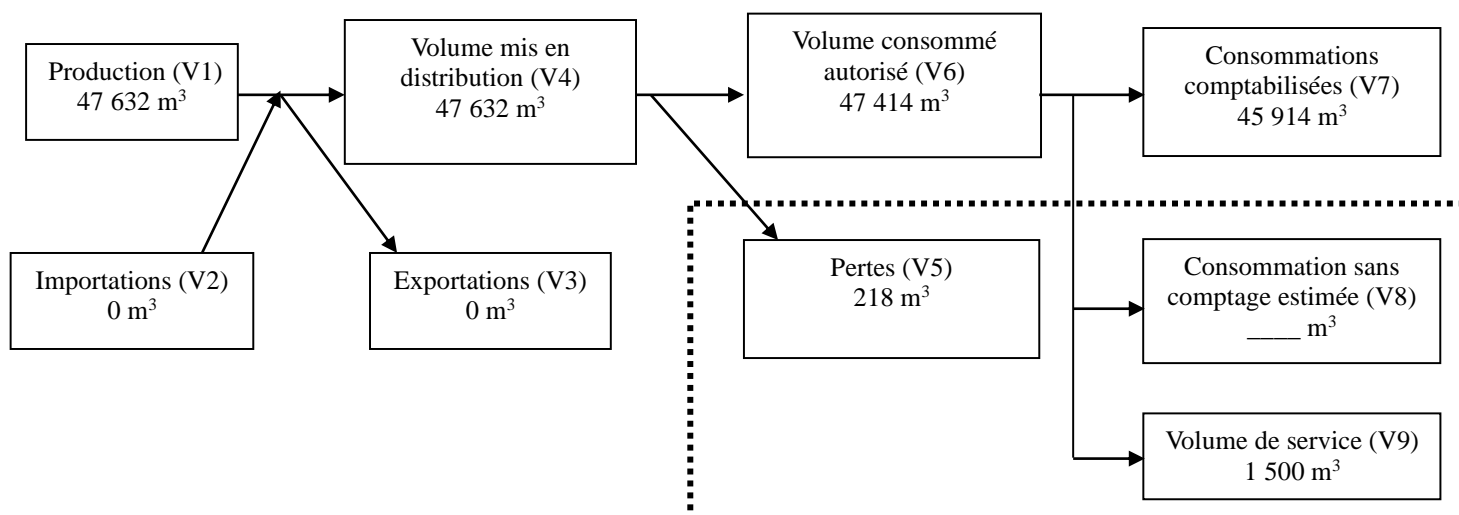 Production (V1)
47 632 m³
Volume mis en
distribution (V4)
47 632 m³
Volume consommé
autorisé (V6)
47 414 m³
Consommations
comptabilisées (V7)
45 914 m³
Importations (V2)
0 m³
Exportations (V3)
0 m³
Pertes (V5)
218 m³
Consommation sans
comptage estimée (V8)
____ m³
Volume de service (V9)
1 500 m³